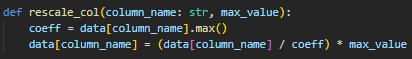 def rescale_col(column_name: str, max_value):
    coeff = data[column_name].max()
    data[column_name] = (data[column_name] / coeff) * max_value